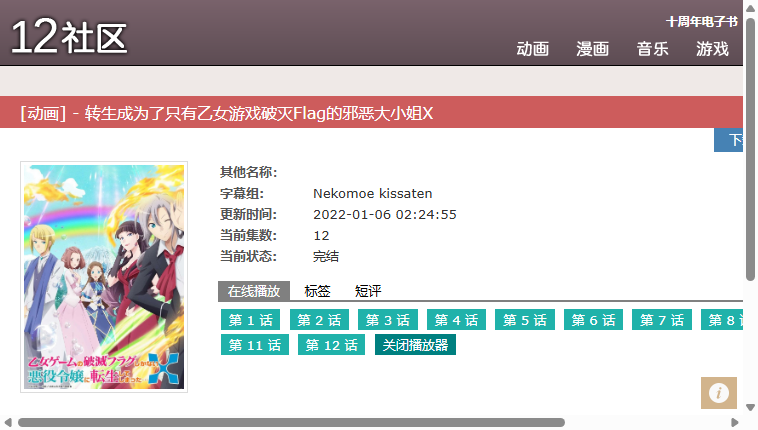 12社区
十周年电子书
动画 漫画 音乐 游戏
[动画] - 转生成为了只有乙女游戏破灭Flag的邪恶大小姐X
其他名称:
字幕组: Nekomoe kissaten
更新时间: 2022-01-06 02:24:55
当前集数: 12
当前状态: 完结
在线播放 标签 短评
第 1 话 第 2 话 第 3 话 第 4 话 第 5 话 第 6 话 第 7 话 第 8
第 11 话 第 12 话 关闭播放器
乙女ゲームの破滅フラグしかない
悪役令嬢に転生してしまった
X